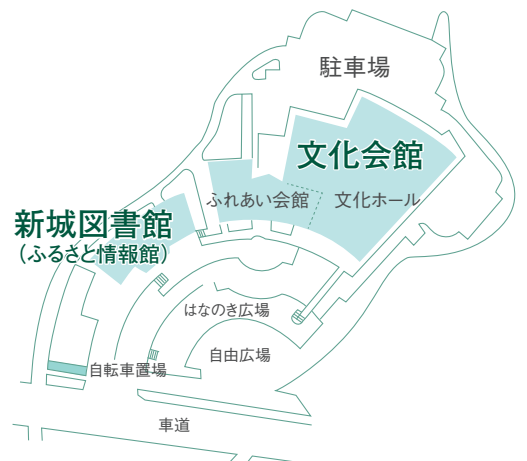 駐車場
文化会館
ふれあい会館
文化ホール
新城図書館
（ふるさと情報館）
はなのき広場
自由広場
自転車置場
車道